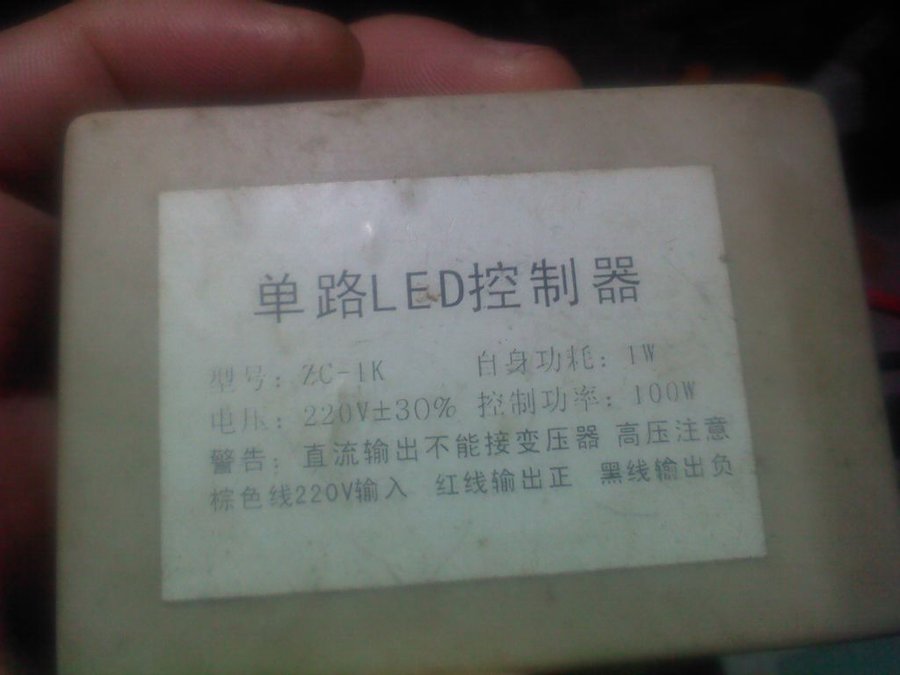 单路LED控制器
型号：ZC-1K 自身功耗：1W
电压：220V±30% 控制功率：100W
警告：直流输出不能接变压器 高压注意
棕色线220V输入 红线输出正 黑线输出负